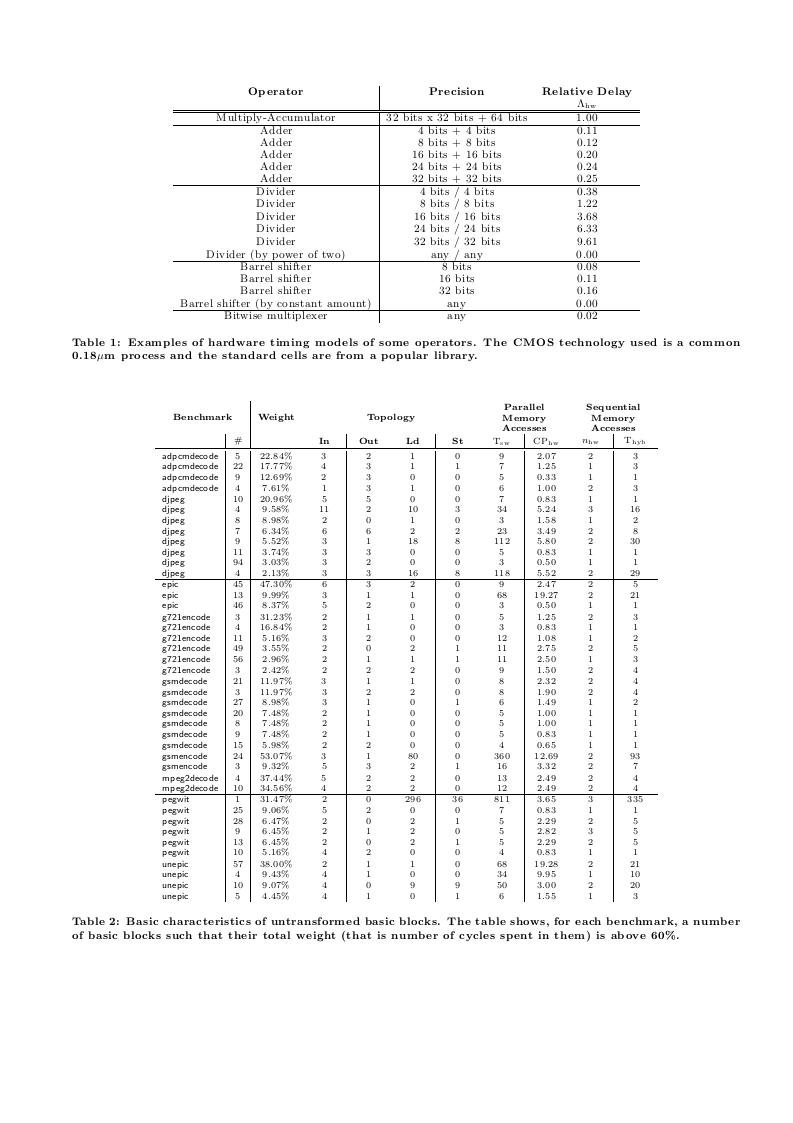 Operator Precision Relative Delay
Λhw
Multiply-Accumulator 32 bits x 32 bits + 64 bits 1.00
Adder 4 bits + 4 bits 0.11
Adder 8 bits + 8 bits 0.12
Adder 16 bits + 16 bits 0.20
Adder 24 bits + 24 bits 0.24
Adder 32 bits + 32 bits 0.25
Divider 4 bits / 4 bits 0.38
Divider 8 bits / 8 bits 1.22
Divider 16 bits / 16 bits 3.68
Divider 24 bits / 24 bits 6.33
Divider 32 bits / 32 bits 9.61
Divider (by power of two) any / any 0.00
Barrel shifter 8 bits 0.08
Barrel shifter 16 bits 0.11
Barrel shifter 32 bits 0.16
Barrel shifter (by constant amount) any 0.00
Bitwise multiplexer any 0.02
Table 1: Examples of hardware timing models of some operators. The CMOS technology used is a common
0.18μm process and the standard cells are from a popular library.
Parallel Sequential
Benchmark Weight Topology Memory Memory
Accesses Accesses
# In Out Ld St Tsw CPhw nhw Thyb
adpcmdecode 5 22.84% 3 2 1 0 9 2.07 2 3
adpcmdecode 22 17.77% 4 3 1 1 7 1.25 1 3
adpcmdecode 9 12.69% 2 3 0 0 5 0.33 1 1
adpcmdecode 4 7.61% 1 3 1 0 6 1.00 2 3
djpeg 10 20.96% 5 5 0 0 7 0.83 1 1
djpeg 4 9.58% 11 2 10 3 34 5.24 3 16
djpeg 8 8.98% 2 0 1 0 3 1.58 1 2
djpeg 7 6.34% 6 6 2 2 23 3.49 2 8
djpeg 9 5.52% 3 1 18 8 112 5.80 2 30
djpeg 11 3.74% 3 3 0 0 5 0.83 1 1
djpeg 94 3.03% 3 2 0 0 3 0.50 1 1
djpeg 4 2.13% 3 3 16 8 118 5.52 2 29
epic 45 47.30% 6 3 2 0 9 2.47 2 5
epic 13 9.99% 3 1 1 0 68 19.27 2 21
epic 46 8.37% 5 2 0 0 3 0.50 1 1
g721encode 3 31.23% 2 1 1 0 5 1.25 2 3
g721encode 4 16.84% 2 1 0 0 3 0.83 1 1
g721encode 11 5.16% 3 2 0 0 12 1.08 1 2
g721encode 49 3.55% 2 0 2 1 11 2.75 2 5
g721encode 56 2.96% 2 1 1 1 11 2.50 1 3
g721encode 3 2.42% 2 2 2 0 9 1.50 2 4
gsmdecode 21 11.97% 3 1 1 0 8 2.32 2 4
gsmdecode 3 11.97% 3 2 2 0 8 1.90 2 4
gsmdecode 27 8.98% 3 1 0 1 6 1.49 1 2
gsmdecode 20 7.48% 2 1 0 0 5 1.00 1 1
gsmdecode 8 7.48% 2 1 0 0 5 1.00 1 1
gsmdecode 9 7.48% 2 1 0 0 5 0.83 1 1
gsmdecode 15 5.98% 2 2 0 0 4 0.65 1 1
gsmencode 24 53.07% 3 1 80 0 360 12.69 2 93
gsmencode 3 9.32% 5 3 2 1 16 3.32 2 7
mpeg2decode 4 37.44% 5 2 2 0 13 2.49 2 4
mpeg2decode 10 34.56% 4 2 2 0 12 2.49 2 4
pegwit 1 31.47% 2 0 296 36 811 3.65 3 335
pegwit 25 9.06% 5 2 0 0 7 0.83 1 1
pegwit 28 6.47% 2 0 2 1 5 2.29 2 5
pegwit 9 6.45% 2 1 2 0 5 2.82 3 5
pegwit 13 6.45% 2 0 2 1 5 2.29 2 5
pegwit 10 5.16% 4 2 0 0 4 0.83 1 1
unepic 57 38.00% 2 1 1 0 68 19.28 2 21
unepic 4 9.43% 4 1 0 0 34 9.95 1 10
unepic 10 9.07% 4 0 9 9 50 3.00 2 20
unepic 5 4.45% 4 1 0 1 6 1.55 1 3
Table 2: Basic characteristics of untransformed basic blocks. The table shows, for each benchmark, a number
of basic blocks such that their total weight (that is number of cycles spent in them) is above 60%.